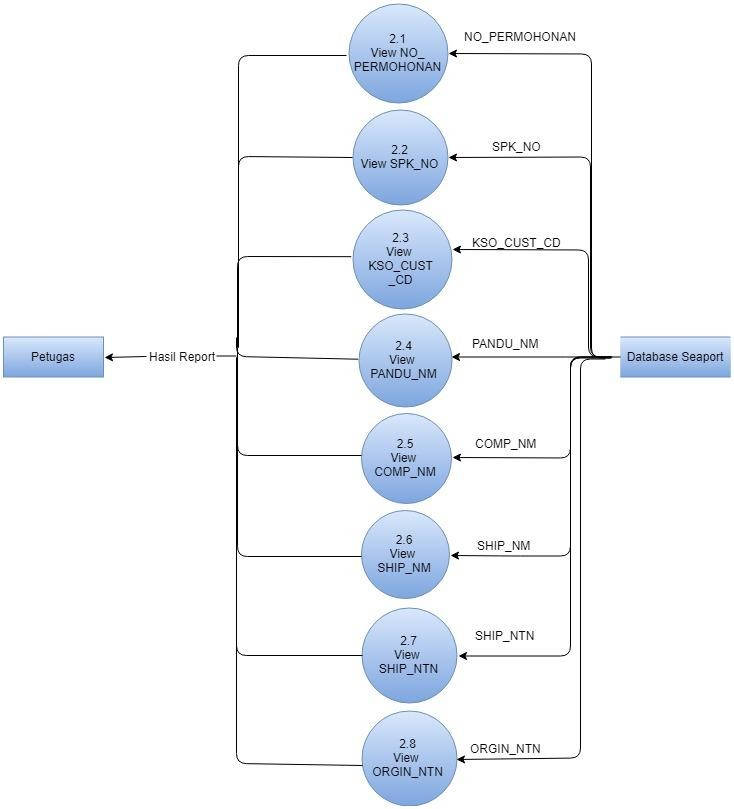 2.1
View NO_
PERMOHONAN
NO_PERMOHONAN
2.2
View SPK_NO
SPK_NO
2.3
View
KSO_CUST
_CD
KSO_CUST_CD
Petugas
Hasil Report
2.4
View
PANDU_NM
PANDU_NM
Database Seaport
2.5
View
COMP_NM
COMP_NM
2.6
View
SHIP_NM
SHIP_NM
2.7
View
SHIP_NTN
SHIP_NTN
2.8
View
ORGIN_NTN
ORGIN_NTN